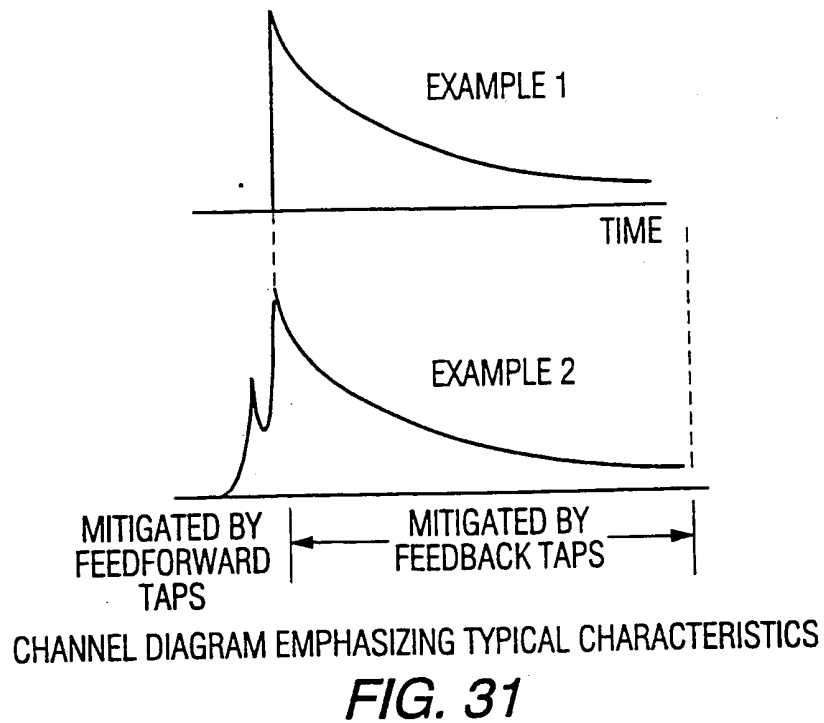 EXAMPLE 1
TIME
EXAMPLE 2
MITIGATED BY
FEEDFORWARD
TAPS
MITIGATED BY
FEEDBACK TAPS
CHANNEL DIAGRAM EMPHASIZING TYPICAL CHARACTERISTICS
FIG. 31